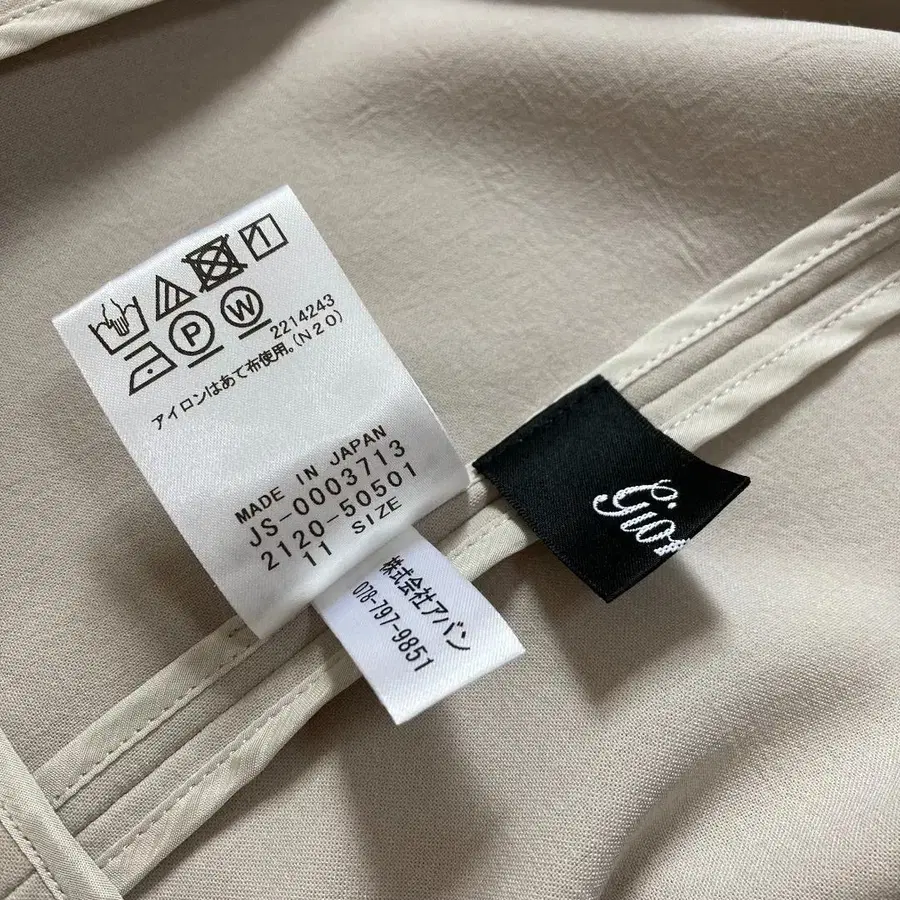 P W
2214243
アイロンはあて布使用。(N20)
MADE IN JAPAN
JS-0003713
2120-50501
11 SIZE
株式会社アバン
078-797-9851